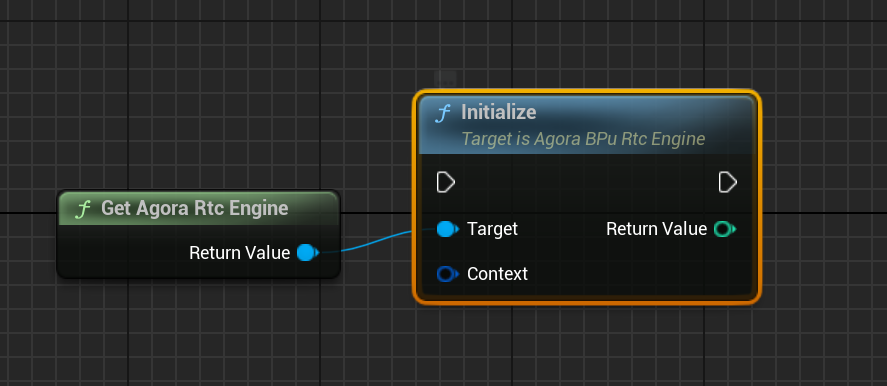 Get Agora Rtc Engine
Return Value
Initialize
Target is Agora BPu Rtc Engine
Target
Return Value
Context